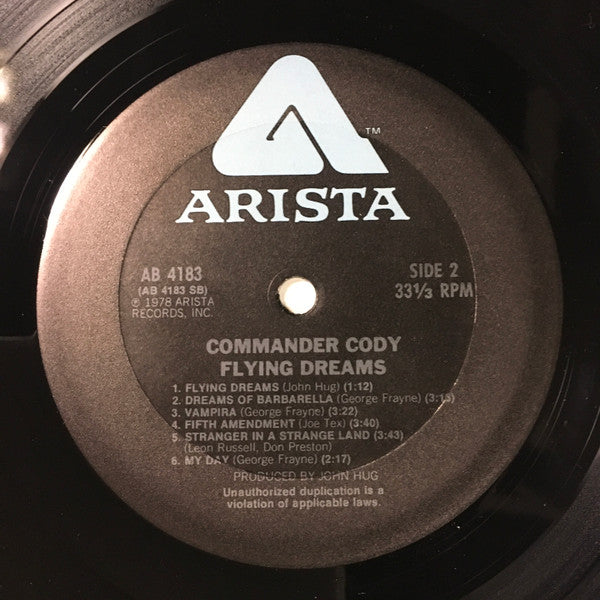 TM
ARISTA
AB 4183
(AB 4183 SB)
℗ 1978 ARISTA
RECORDS, INC.
SIDE 2
33 1/3 RPM
COMMANDER CODY
FLYING DREAMS
1. FLYING DREAMS (John Hug) (1:12)
2. DREAMS OF BARBARELLA (George Frayne) (3:13)
3. VAMPIRA (George Frayne) (3:22)
4. FIFTH AMENDMENT (Joe Tex) (3:40)
5. STRANGER IN A STRANGE LAND (3:43)
(Leon Russell, Don Preston)
6. MY DAY (George Frayne) (2:17)
PRODUCED BY JOHN HUG
Unauthorized duplication is a
violation of applicable laws.